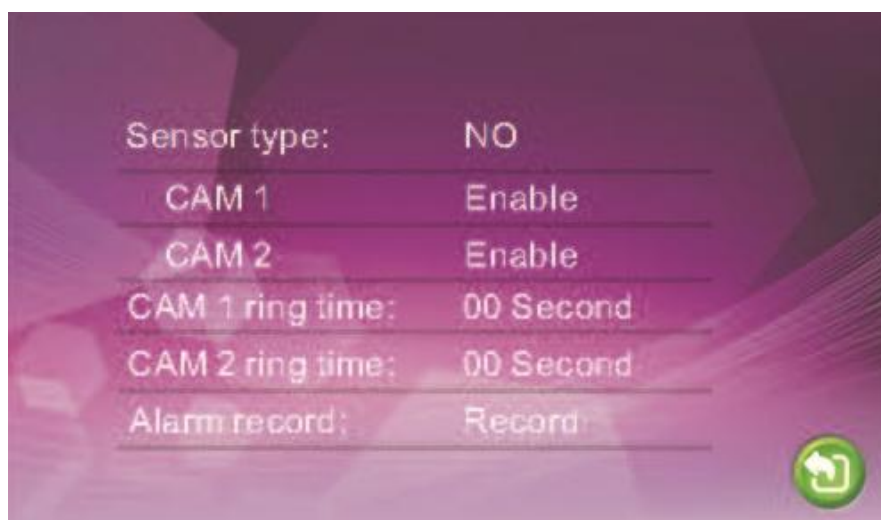 Sensor type: NO
CAM 1 Enable
CAM 2 Enable
CAM 1 ring time: 00 Second
CAM 2 ring time: 00 Second
Alarm record: Record